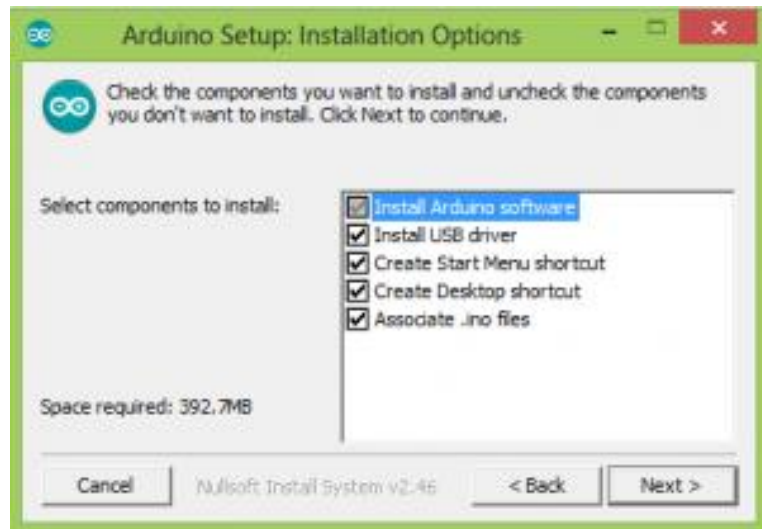 Arduino Setup: Installation Options
Check the components you want to install and uncheck the components
you don't want to install. Click Next to continue.
Select components to install:
Install Arduino software
Install USB driver
Create Start Menu shortcut
Create Desktop shortcut
Associate .ino files
Space required: 392.7MB
Cancel
Nullsoft Install System v2.46
< Back
Next >